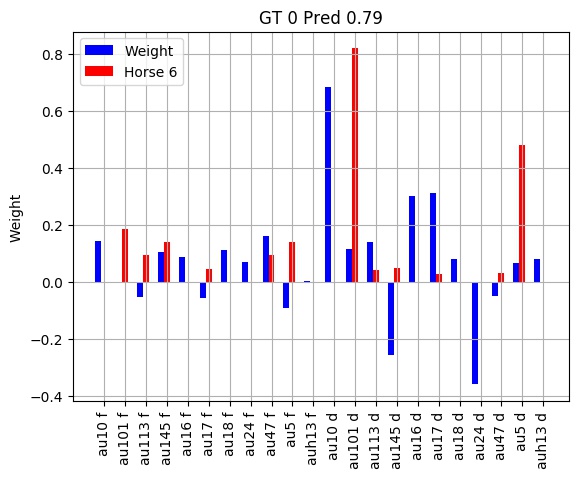 GT 0 Pred 0.79
Weight
Horse 6
Weight
0.8
0.6
0.4
0.2
0.0
−0.2
−0.4
au10 f
au101 f
au113 f
au145 f
au16 f
au17 f
au18 f
au24 f
au47 f
au5 f
auh13 f
au10 d
au101 d
au113 d
au145 d
au16 d
au17 d
au18 d
au24 d
au47 d
au5 d
auh13 d